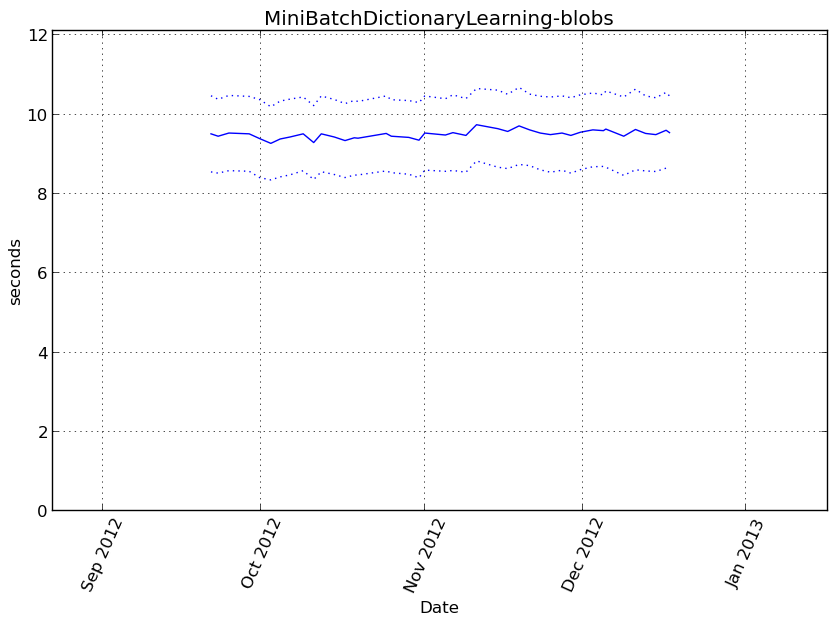 MiniBatchDictionaryLearning-blobs
12
10
8
6
4
2
0
seconds
Sep 2012
Oct 2012
Nov 2012
Dec 2012
Jan 2013
Date